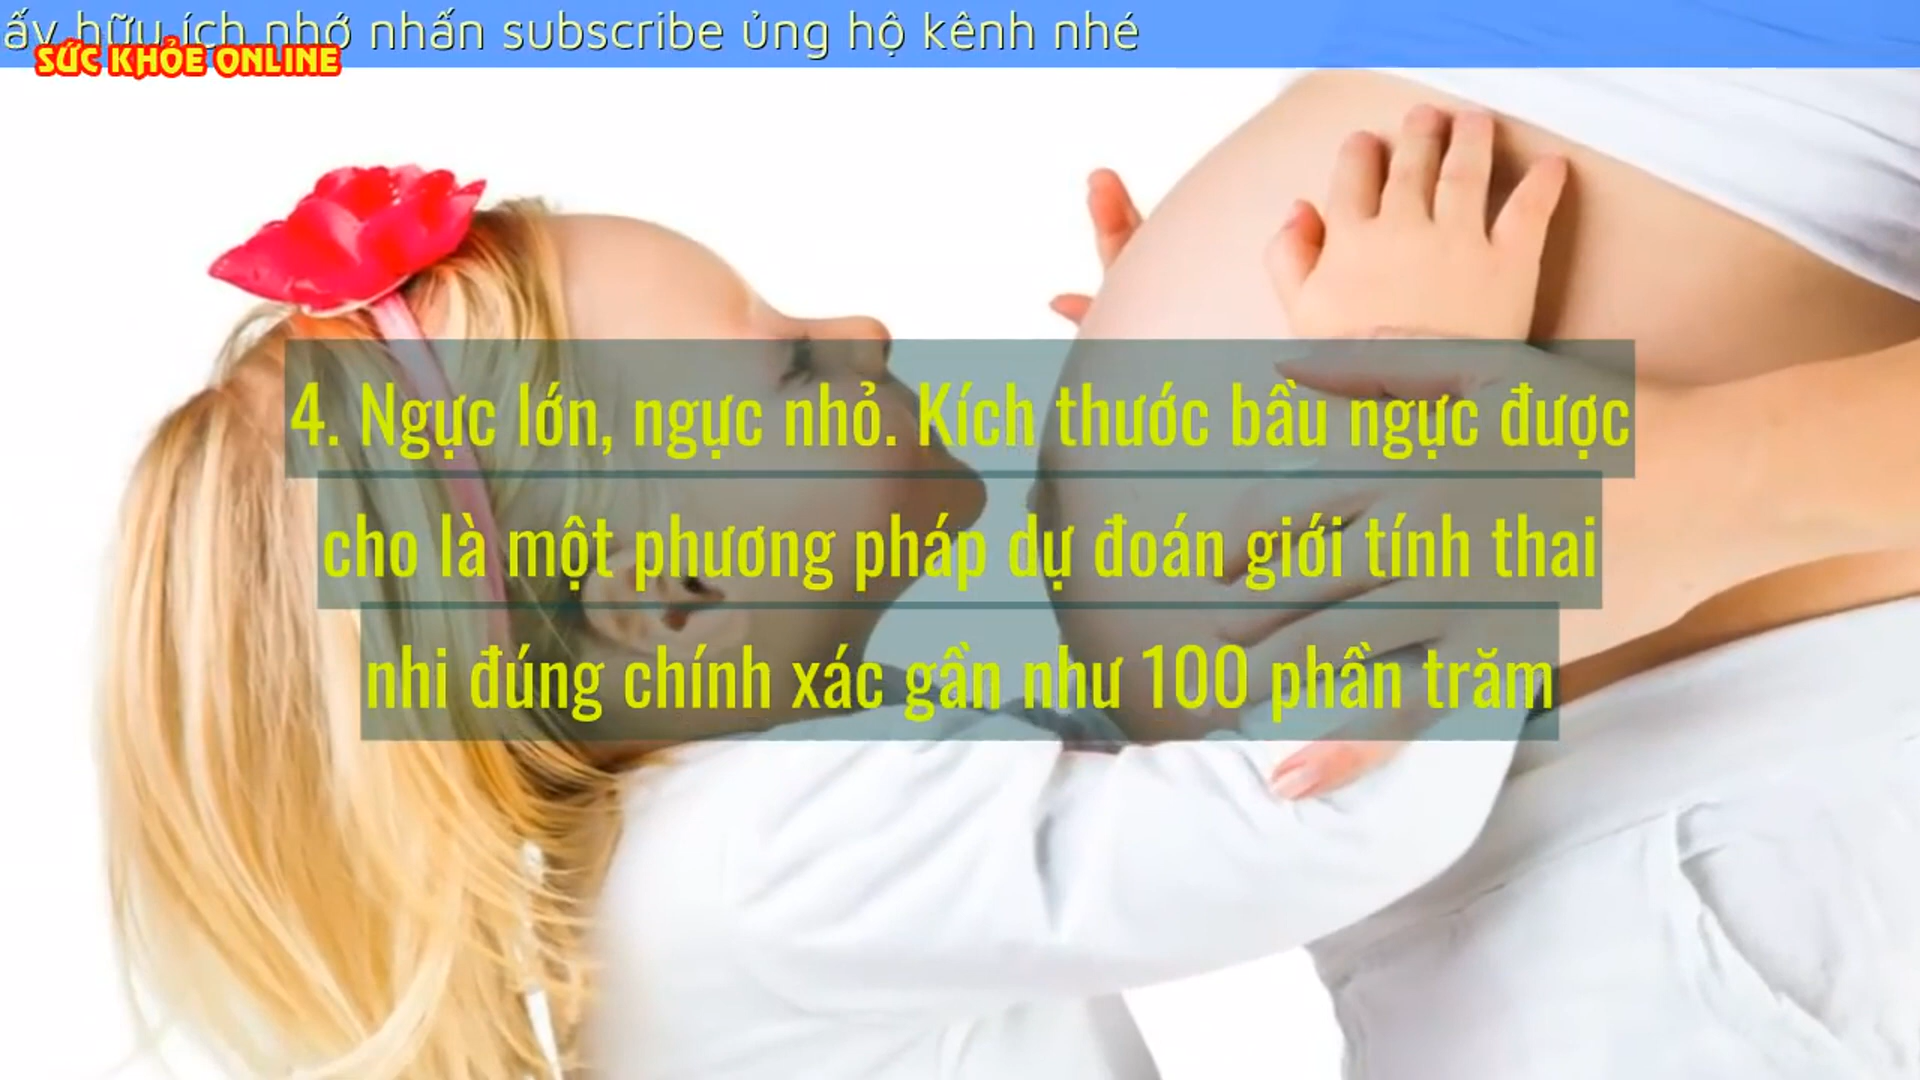 ấy hữu ích nhớ nhấn subscribe ủng hộ kênh nhé
SỨC KHỎE ONLINE
4. Ngực lớn, ngực nhỏ. Kích thước bầu ngực được
cho là một phương pháp dự đoán giới tính thai
nhi đúng chính xác gần như 100 phần trăm